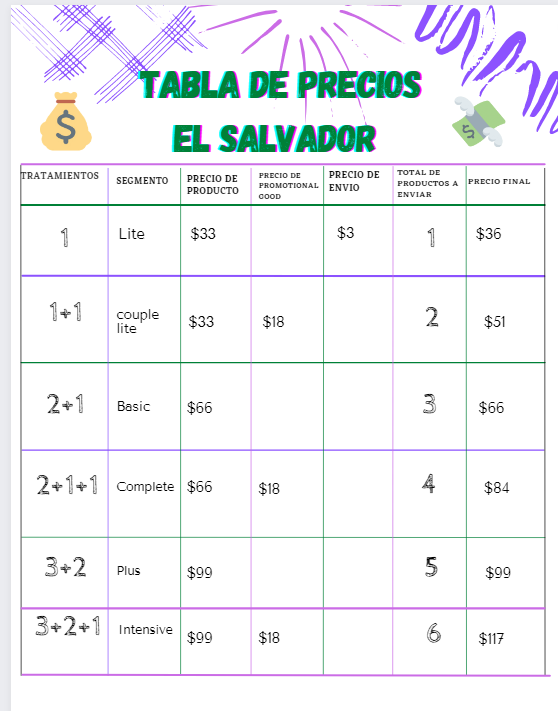 TABLA DE PRECIOS
EL SALVADOR
TRATAMIENTOS
SEGMENTO
PRECIO DE
PRODUCTO
PRECIO DE
PROMOTIONAL
GOOD
PRECIO DE
ENVIO
TOTAL DE
PRODUCTOS A
ENVIAR
PRECIO FINAL
1 Lite $33 $3 1 $36
1+1 couple
lite $33 $18 2 $51
2+1 Basic $66 3 $66
2+1+1 Complete $66 $18 4 $84
3+2 Plus $99 5 $99
3+2+1 Intensive $99 $18 6 $117